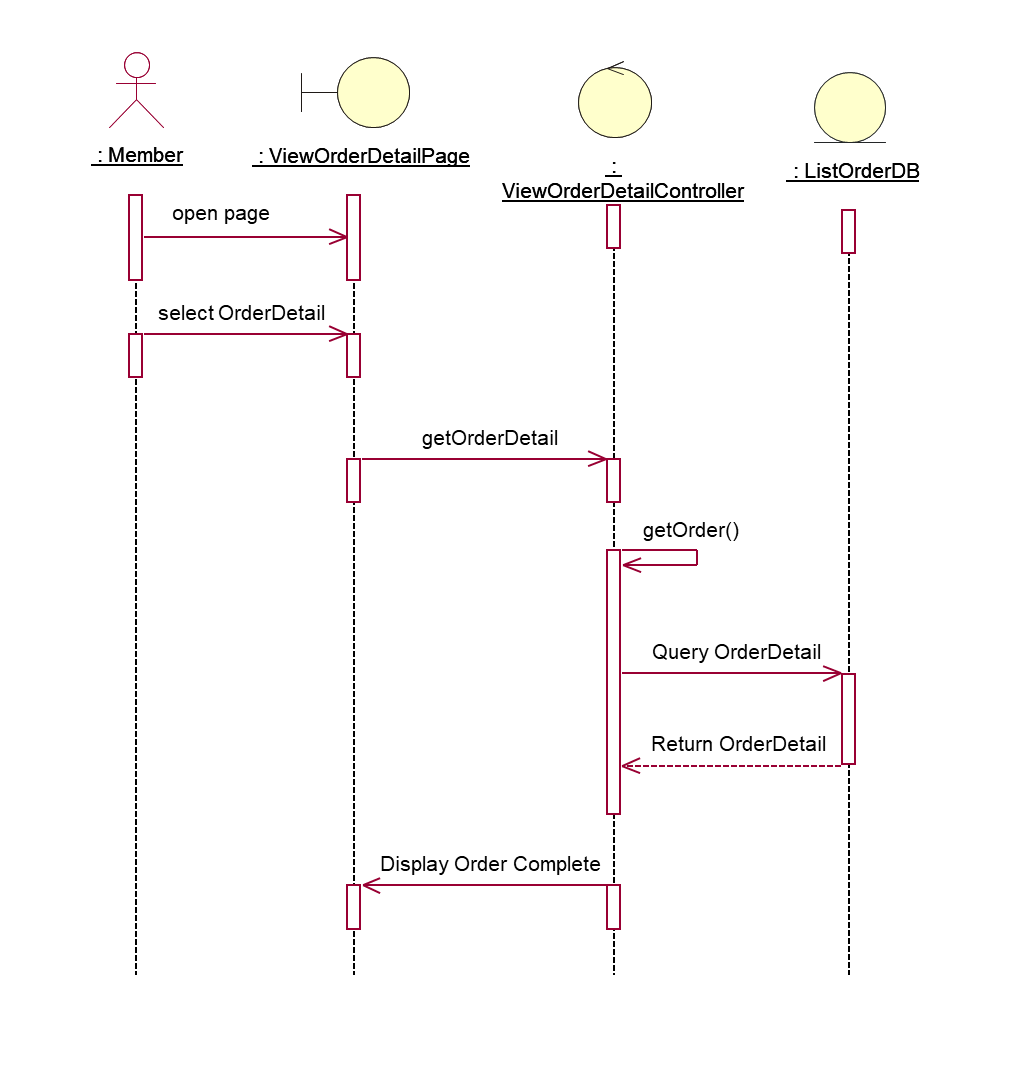 : Member
: ViewOrderDetailPage
:
ViewOrderDetailController
: ListOrderDB
open page
select OrderDetail
getOrderDetail
getOrder()
Query OrderDetail
Return OrderDetail
Display Order Complete